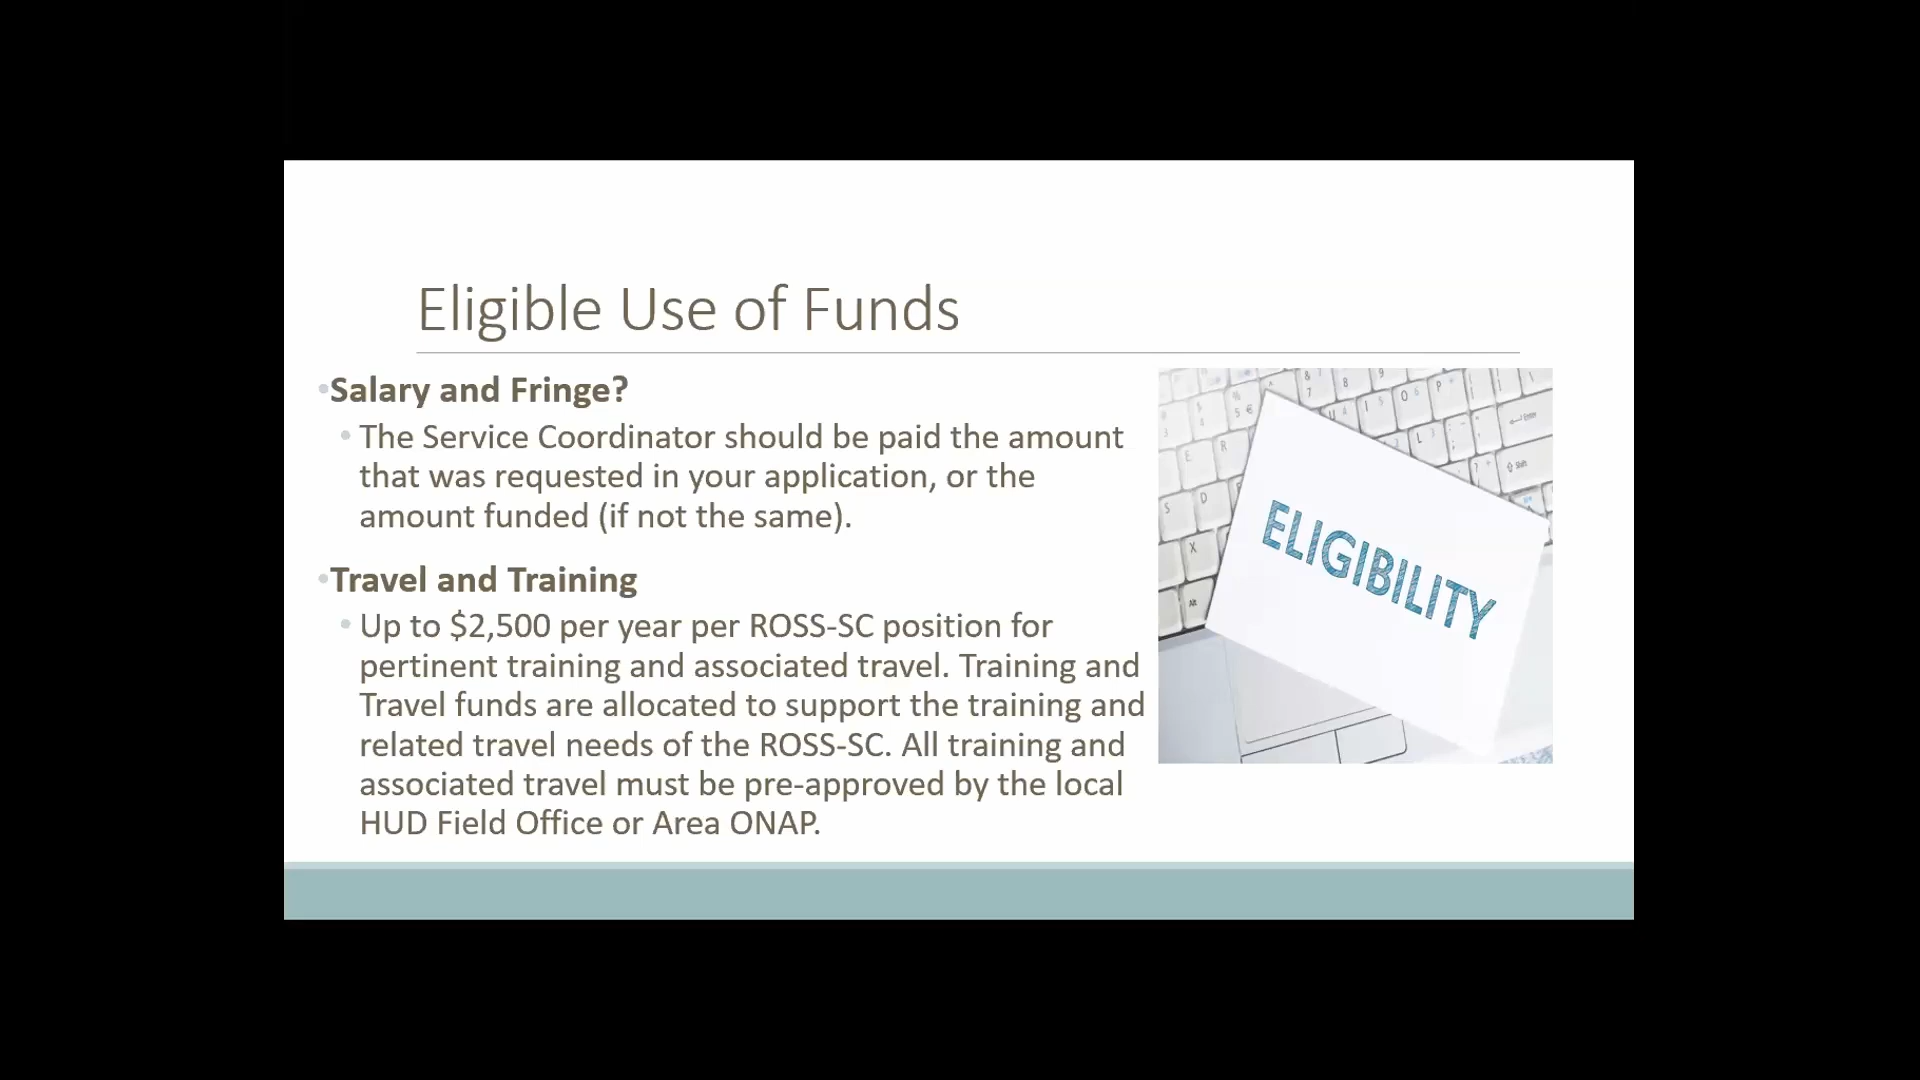 Eligible Use of Funds
•Salary and Fringe?
• The Service Coordinator should be paid the amount
that was requested in your application, or the
amount funded (if not the same).
•Travel and Training
• Up to $2,500 per year per ROSS-SC position for
pertinent training and associated travel. Training and
Travel funds are allocated to support the training and
related travel needs of the ROSS-SC. All training and
associated travel must be pre-approved by the local
HUD Field Office or Area ONAP.
ELIGIBILITY